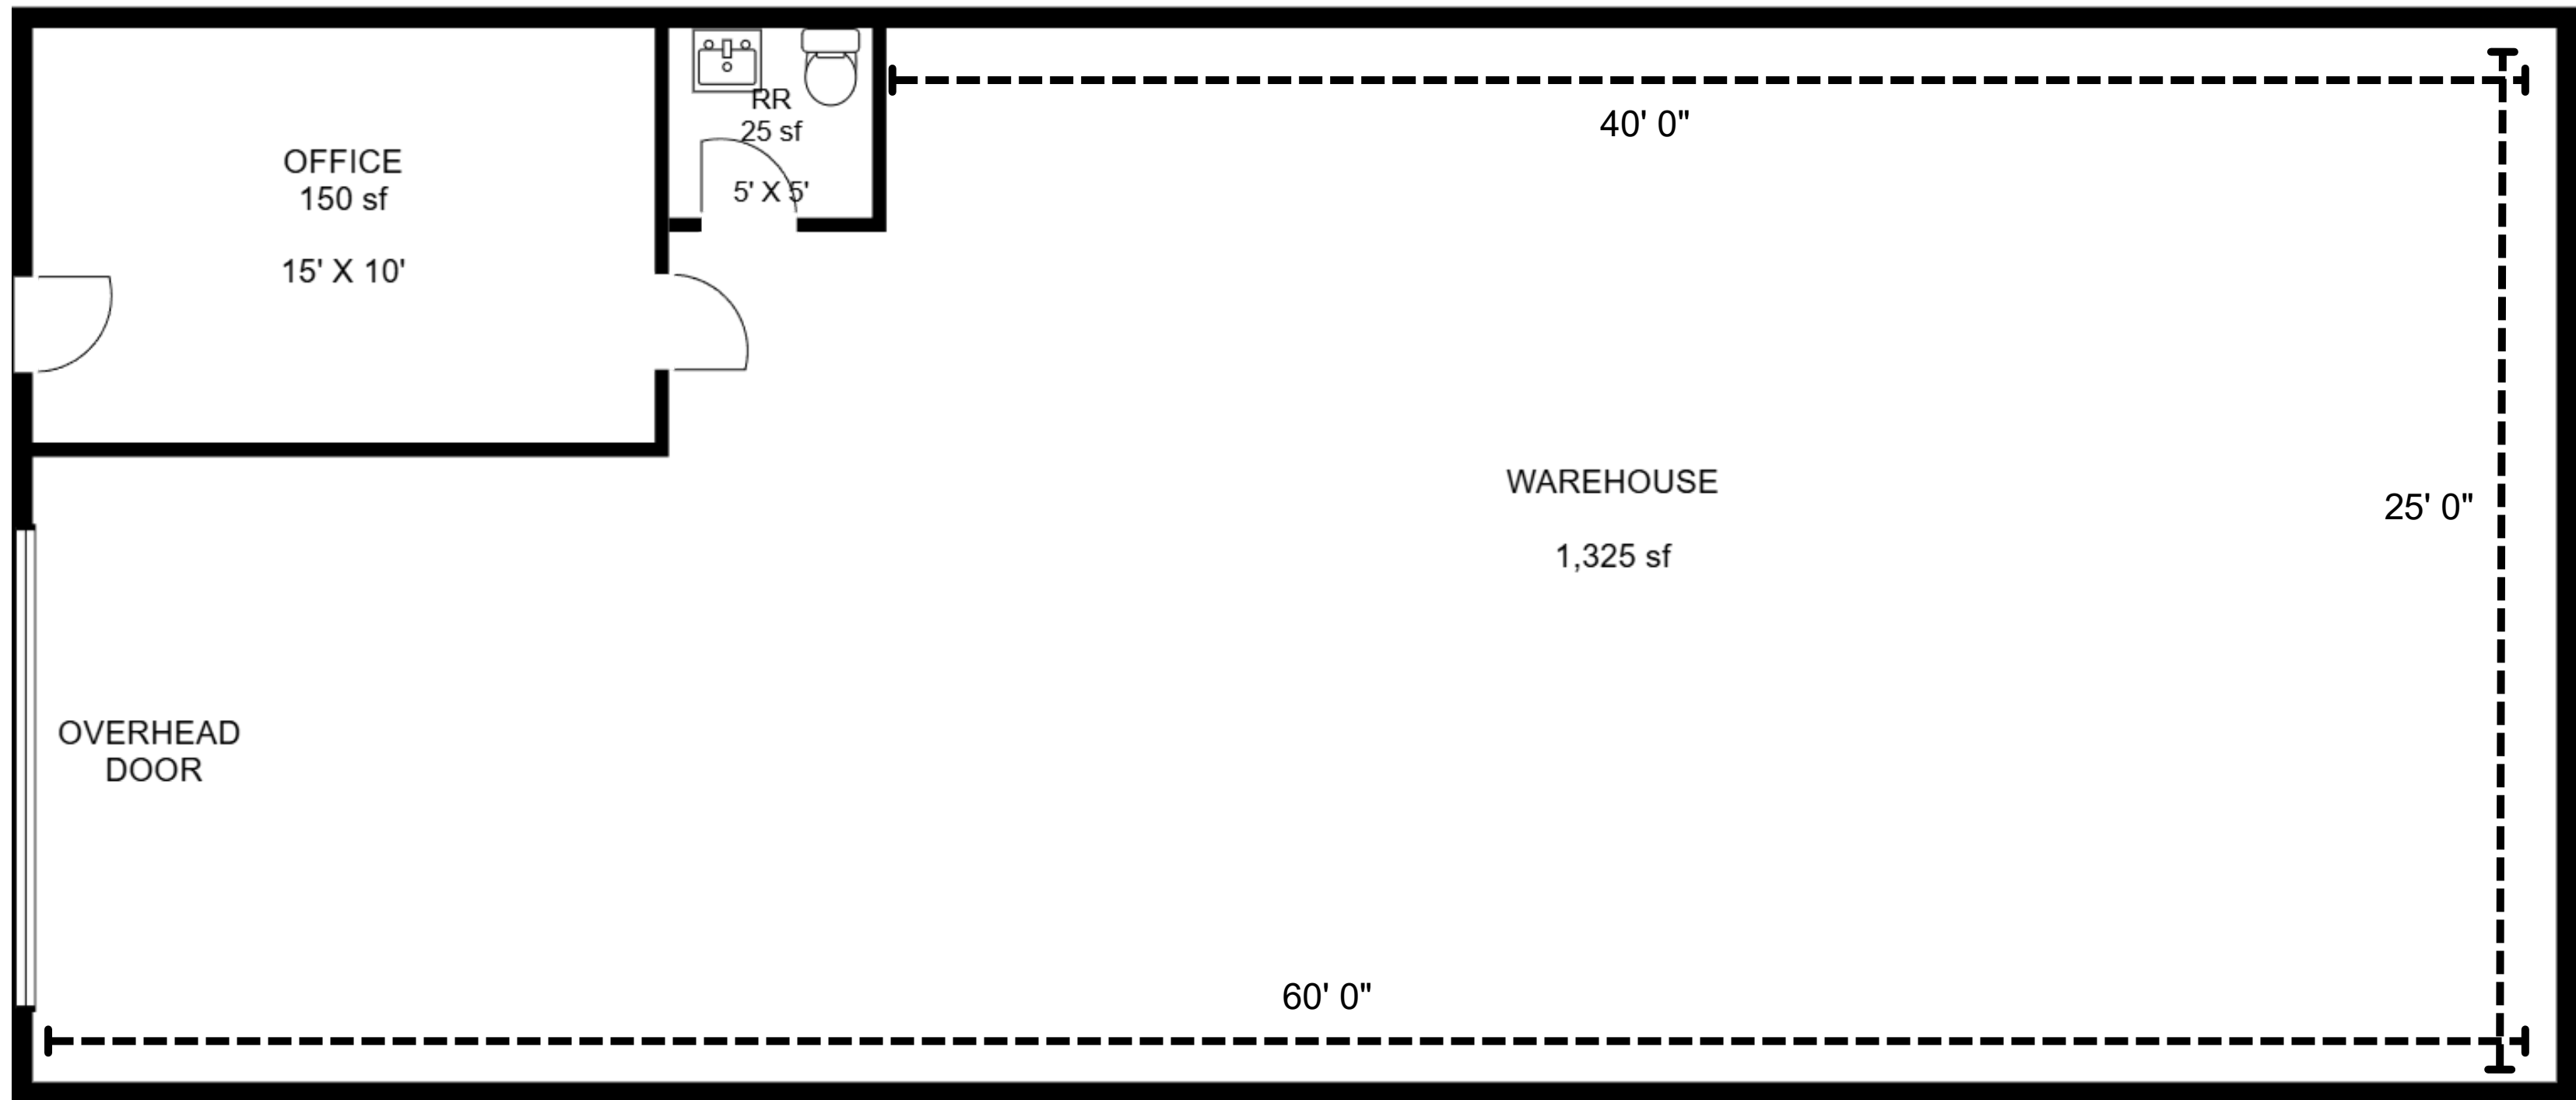 OFFICE
150 sf
15' X 10'
RR
25 sf
5' X 5'
40' 0"
WAREHOUSE
1,325 sf
25' 0"
OVERHEAD
DOOR
60' 0"